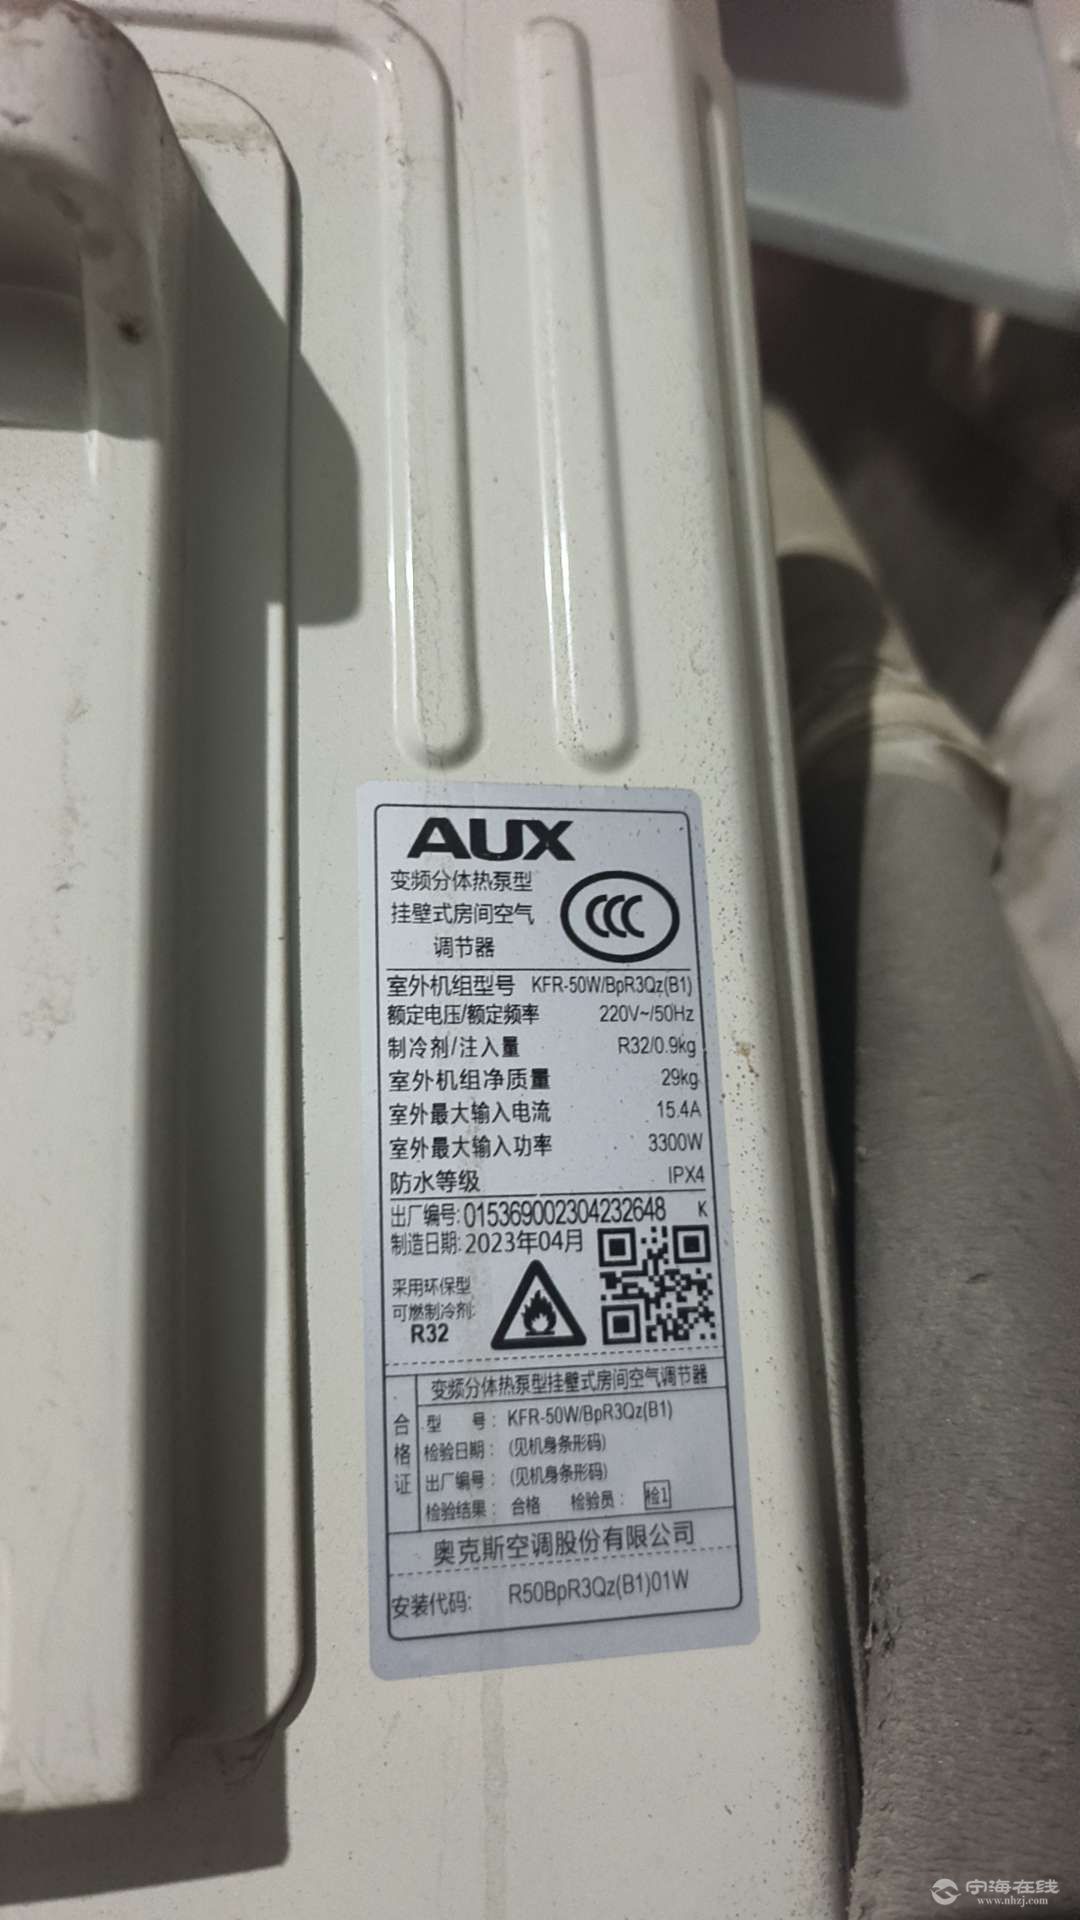 AUX
变频分体热泵型
挂壁式房间空气
调节器
室外机组型号 KFR-50W/BpR3Qz(B1)
额定电压/额定频率 220V~/50Hz
制冷剂/注入量 R32/0.9kg
室外机组净质量 29kg
室外最大输入电流 15.4A
室外最大输入功率 3300W
防水等级 IPX4
出厂编号:015369002304232648 K
制造日期:2023年04月
采用环保型
可燃制冷剂:
R32
合格证
变频分体热泵型挂壁式房间空气调节器
型 号: KFR-50W/BpR3Qz(B1)
检验日期: (见机身条形码)
出厂编号: (见机身条形码)
检验结果: 合格 检验员: 检1
奥克斯空调股份有限公司
安装代码: R50BpR3Qz(B1)01W
宁海在线
www.nhzj.com